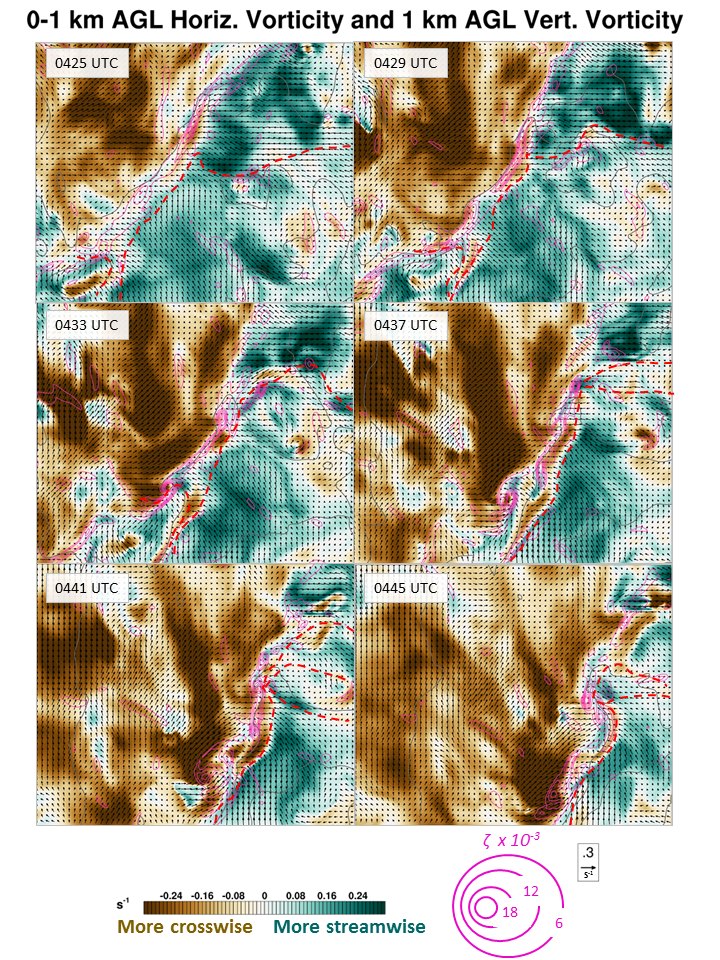 0-1 km AGL Horiz. Vorticity and 1 km AGL Vert. Vorticity
0425 UTC
0429 UTC
0433 UTC
0437 UTC
0441 UTC
0445 UTC
ζ x 10⁻³
.3
s⁻¹
12
18
6
-0.24 -0.16 -0.08 0 0.08 0.16 0.24
s⁻¹
More crosswise More streamwise